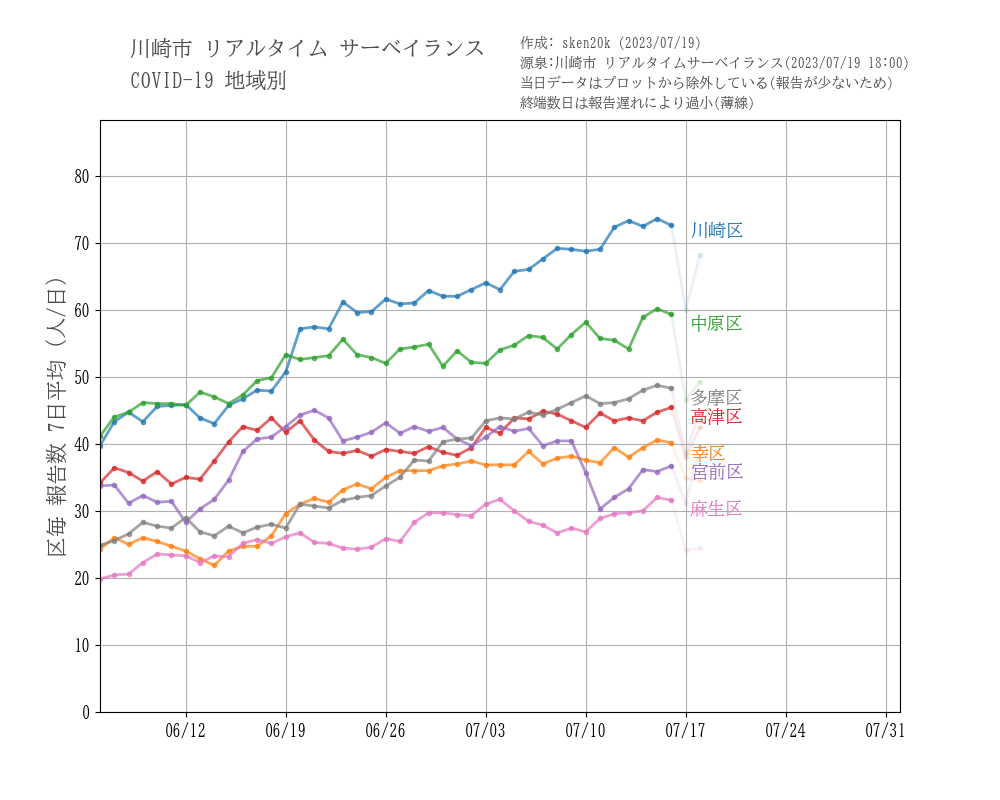 川崎市 リアルタイム サーベイランス
COVID-19 地域別
作成: sken20k (2023/07/19)
源泉:川崎市 リアルタイムサーベイランス(2023/07/19 18:00)
当日データはプロットから除外している(報告が少ないため)
終端数日は報告遅れにより過小(薄線)
区毎 報告数 7日平均 (人/日)
80
70
60
50
40
30
20
10
0
川崎区
中原区
多摩区
高津区
幸区
宮前区
麻生区
06/12
06/19
06/26
07/03
07/10
07/17
07/24
07/31